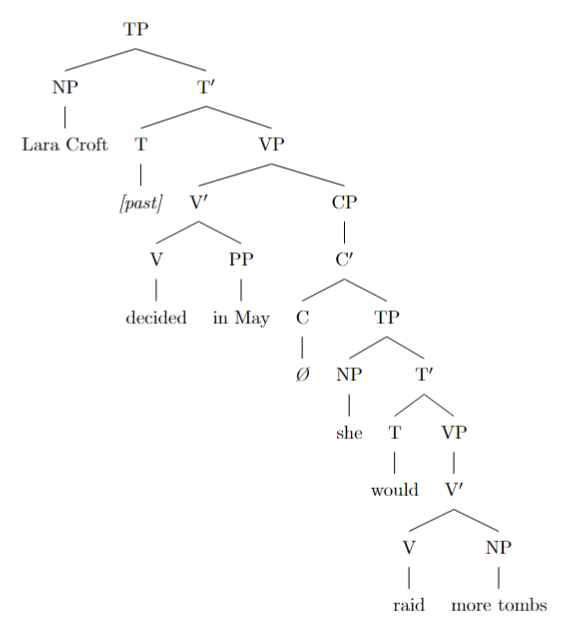 TP
NP T′
Lara Croft T VP
[past] V′ CP
V PP C′
decided in May C TP
Ø NP T′
she T VP
would V′
V NP
raid more tombs